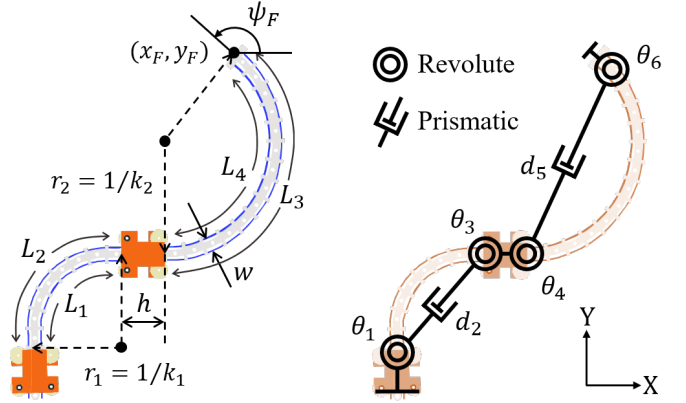 ψ_F
(x_F, y_F)
L_4
r_2 = 1/k_2
L_3
L_2
w
L_1
h
r_1 = 1/k_1
Revolute
θ_6
Prismatic
d_5
θ_3
θ_4
θ_1
d_2
Y
X